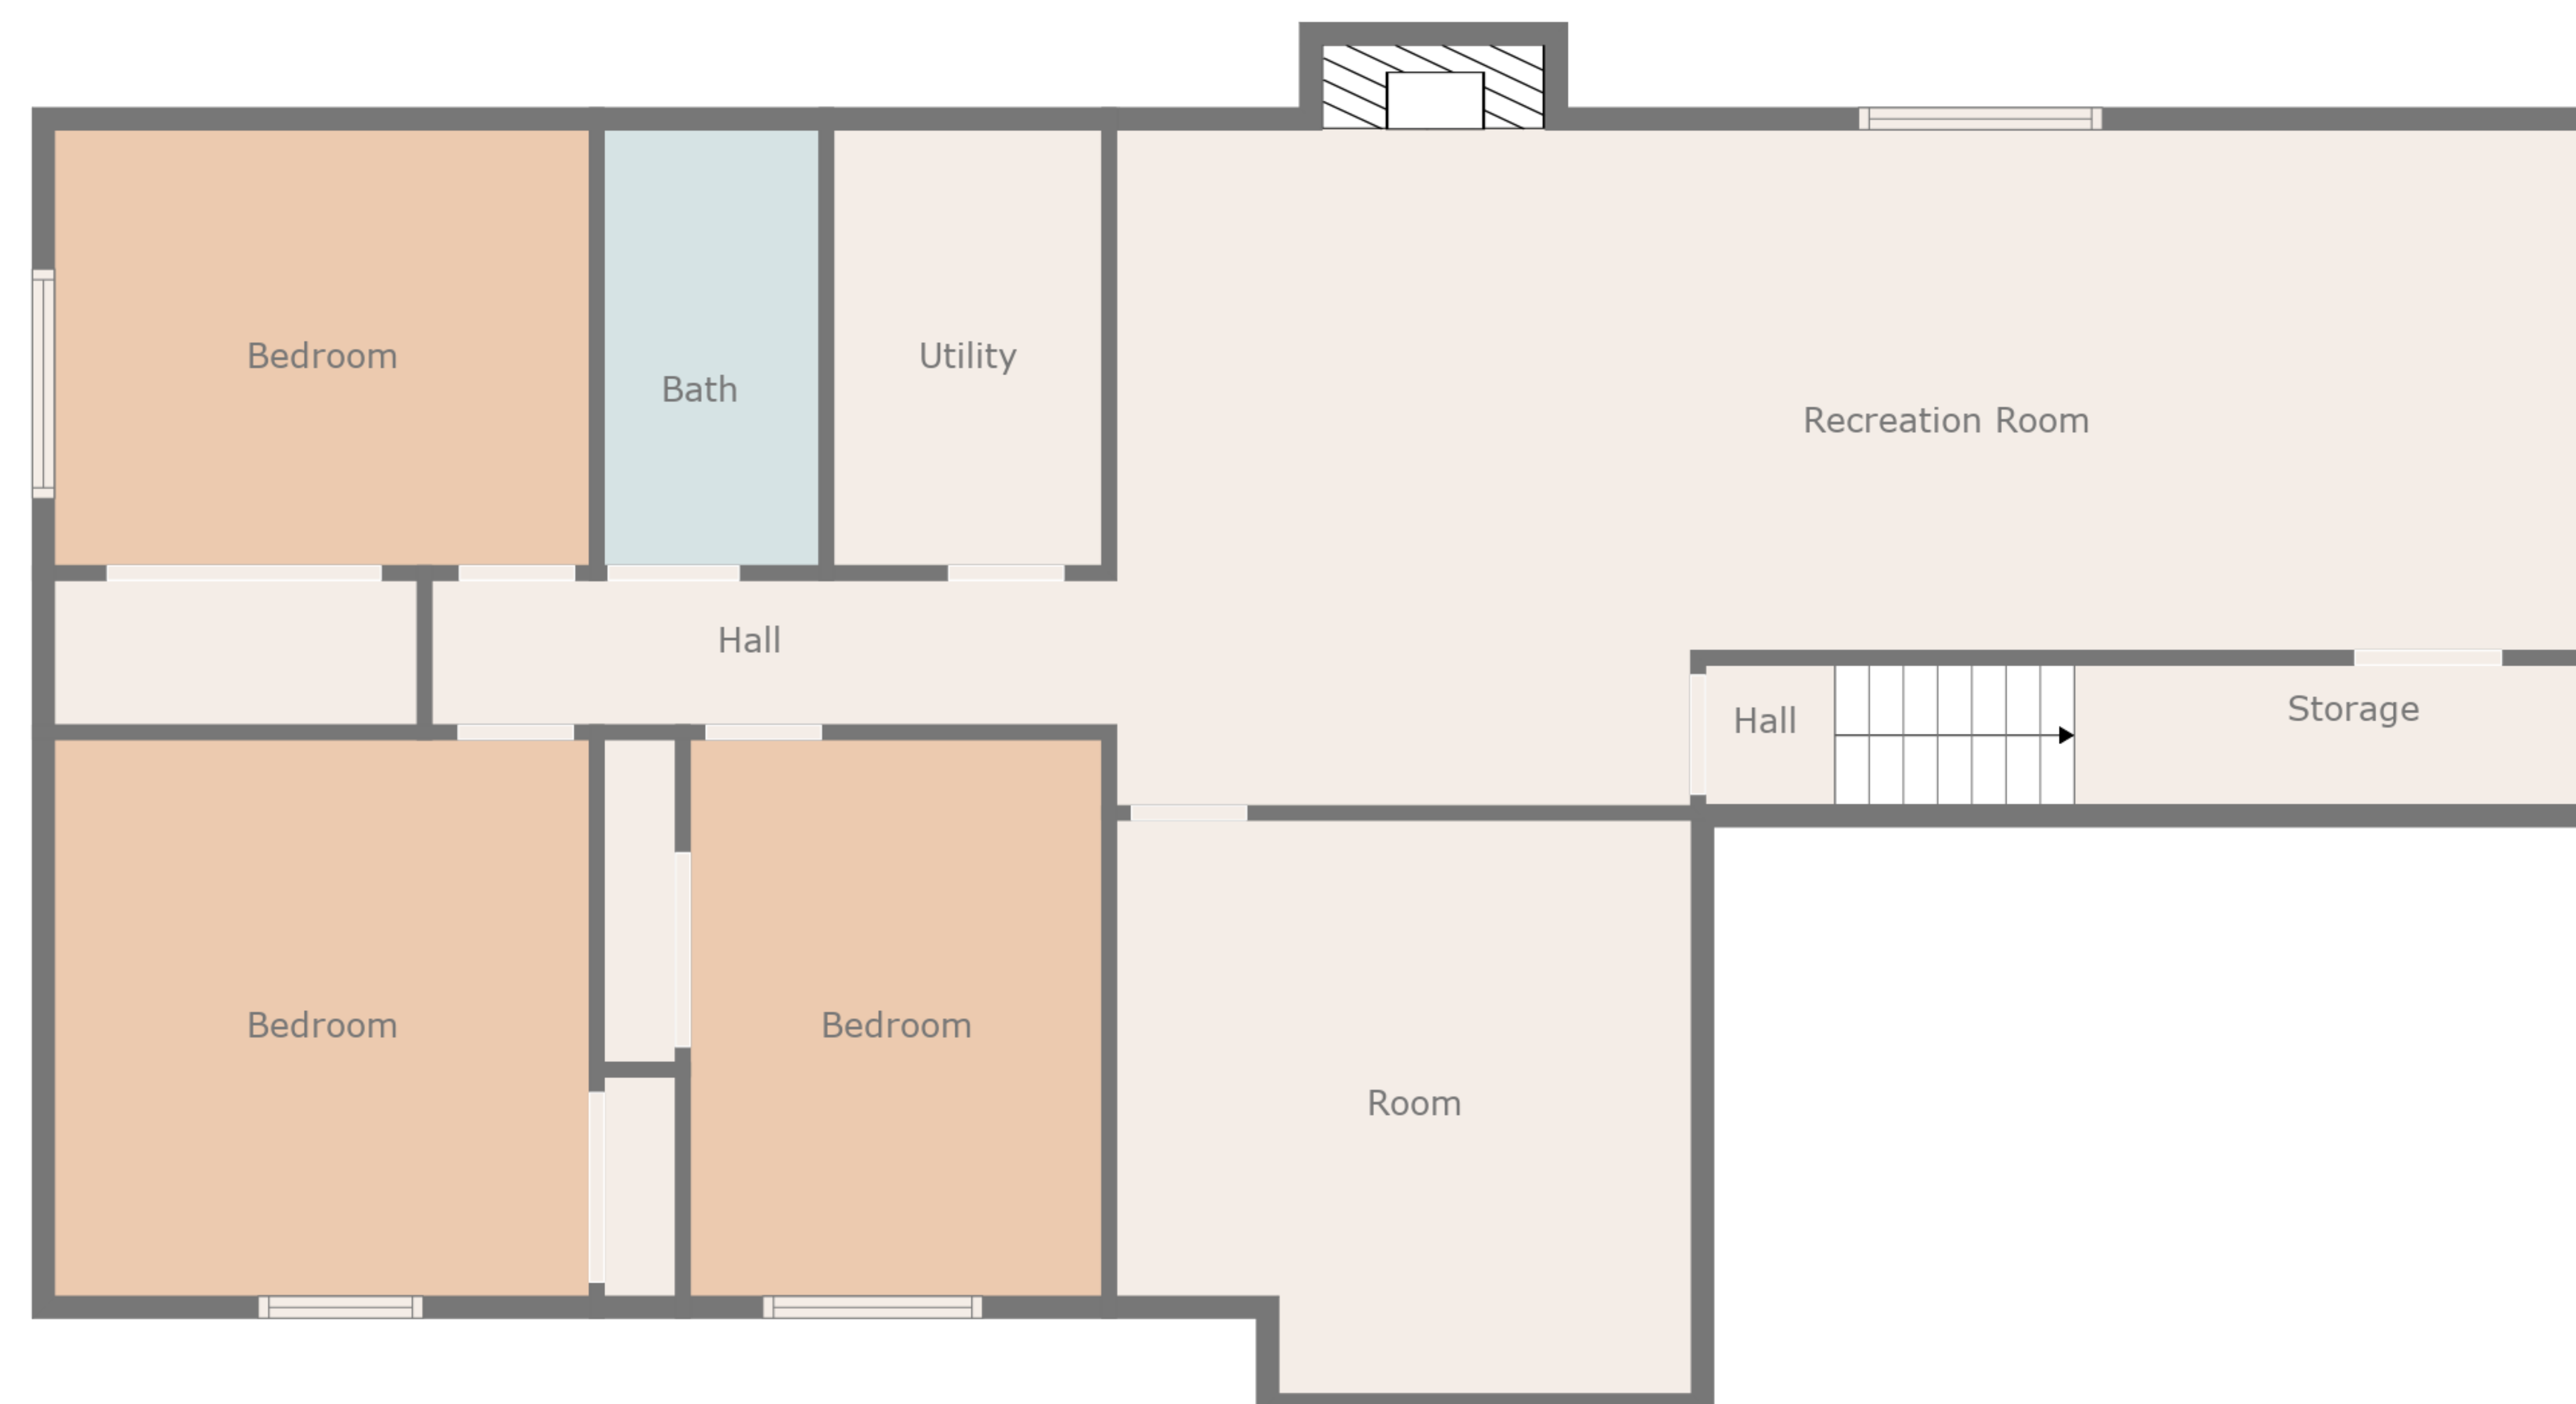 Bedroom
Bath
Utility
Recreation Room
Hall
Hall
Storage
Bedroom
Bedroom
Room